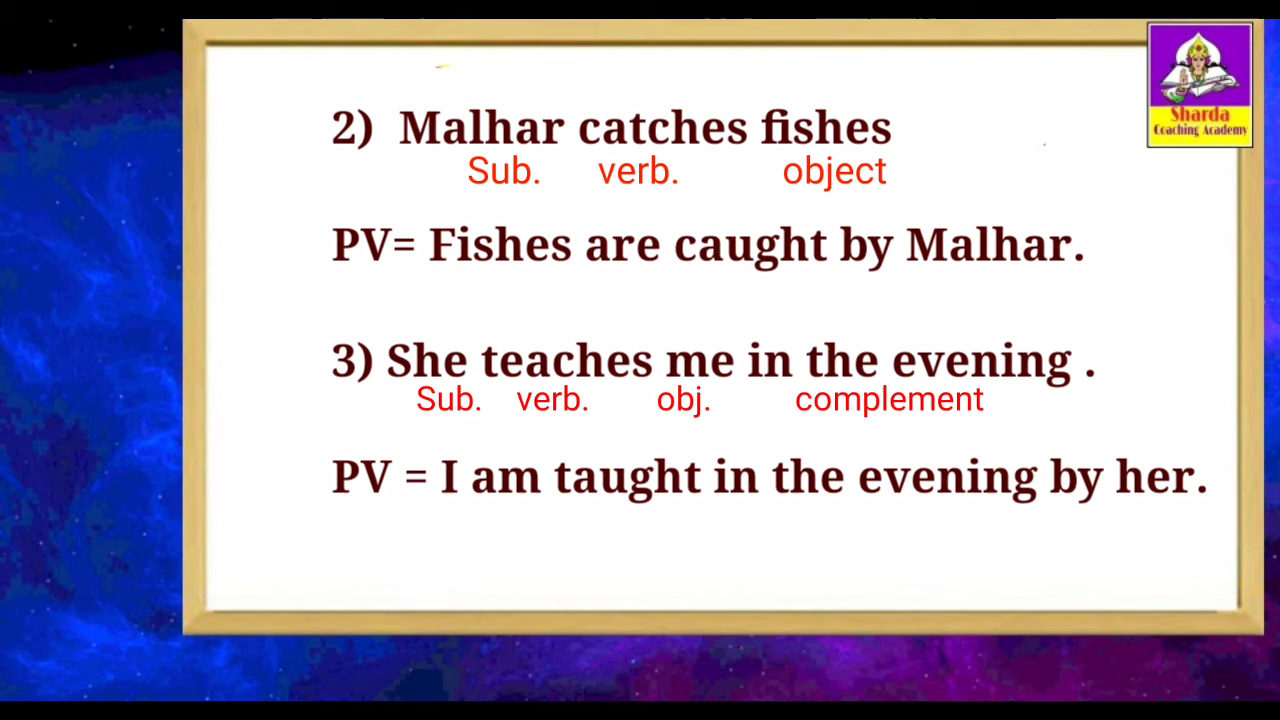 Sharda
Coaching Academy
2) Malhar catches fishes
Sub. verb. object
PV= Fishes are caught by Malhar.
3) She teaches me in the evening .
Sub. verb. obj. complement
PV = I am taught in the evening by her.